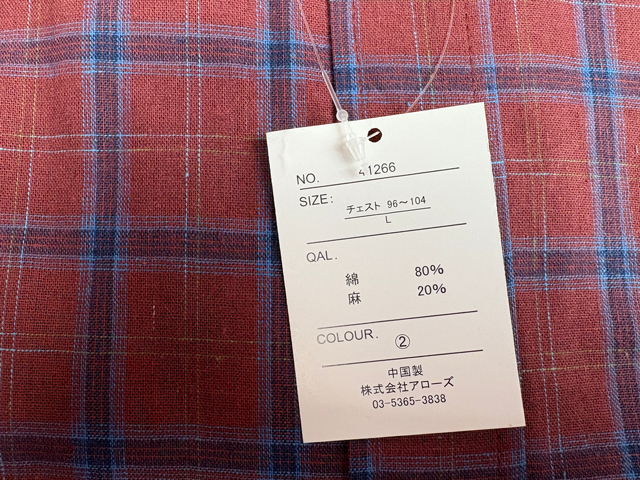 NO. 41266
SIZE: チェスト 96～104
L
QAL.
綿 80%
麻 20%
COLOUR. ②
中国製
株式会社アローズ
03-5365-3838